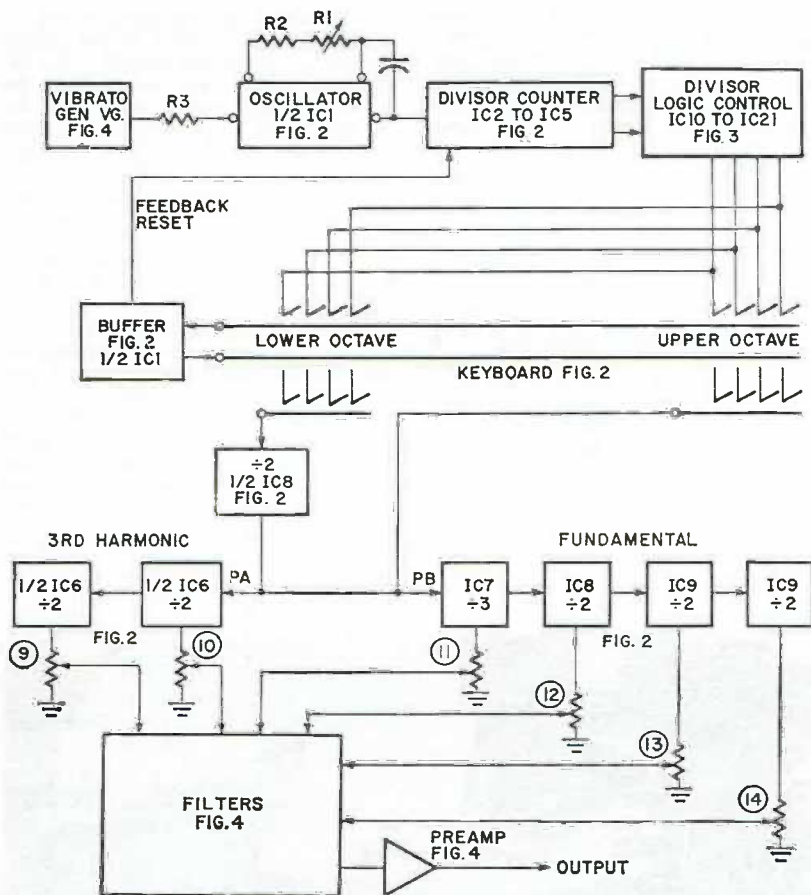 R2
R1
VIBRATO
GEN VG.
FIG. 4
R3
OSCILLATOR
1/2 IC1
FIG. 2
DIVISOR COUNTER
IC2 TO IC5
FIG. 2
DIVISOR
LOGIC CONTROL
IC10 TO IC21
FIG. 3
FEEDBACK
RESET
BUFFER
FIG. 2
1/2 IC1
LOWER OCTAVE
UPPER OCTAVE
KEYBOARD FIG. 2
÷2
1/2 IC8
FIG. 2
3RD HARMONIC
FUNDAMENTAL
1/2 IC6
÷2
1/2 IC6
÷2
PA
PB
IC7
÷3
IC8
÷2
IC9
÷2
IC9
÷2
FIG. 2
FIG. 2
9
10
11
12
13
14
FILTERS
FIG. 4
PREAMP
FIG. 4
OUTPUT